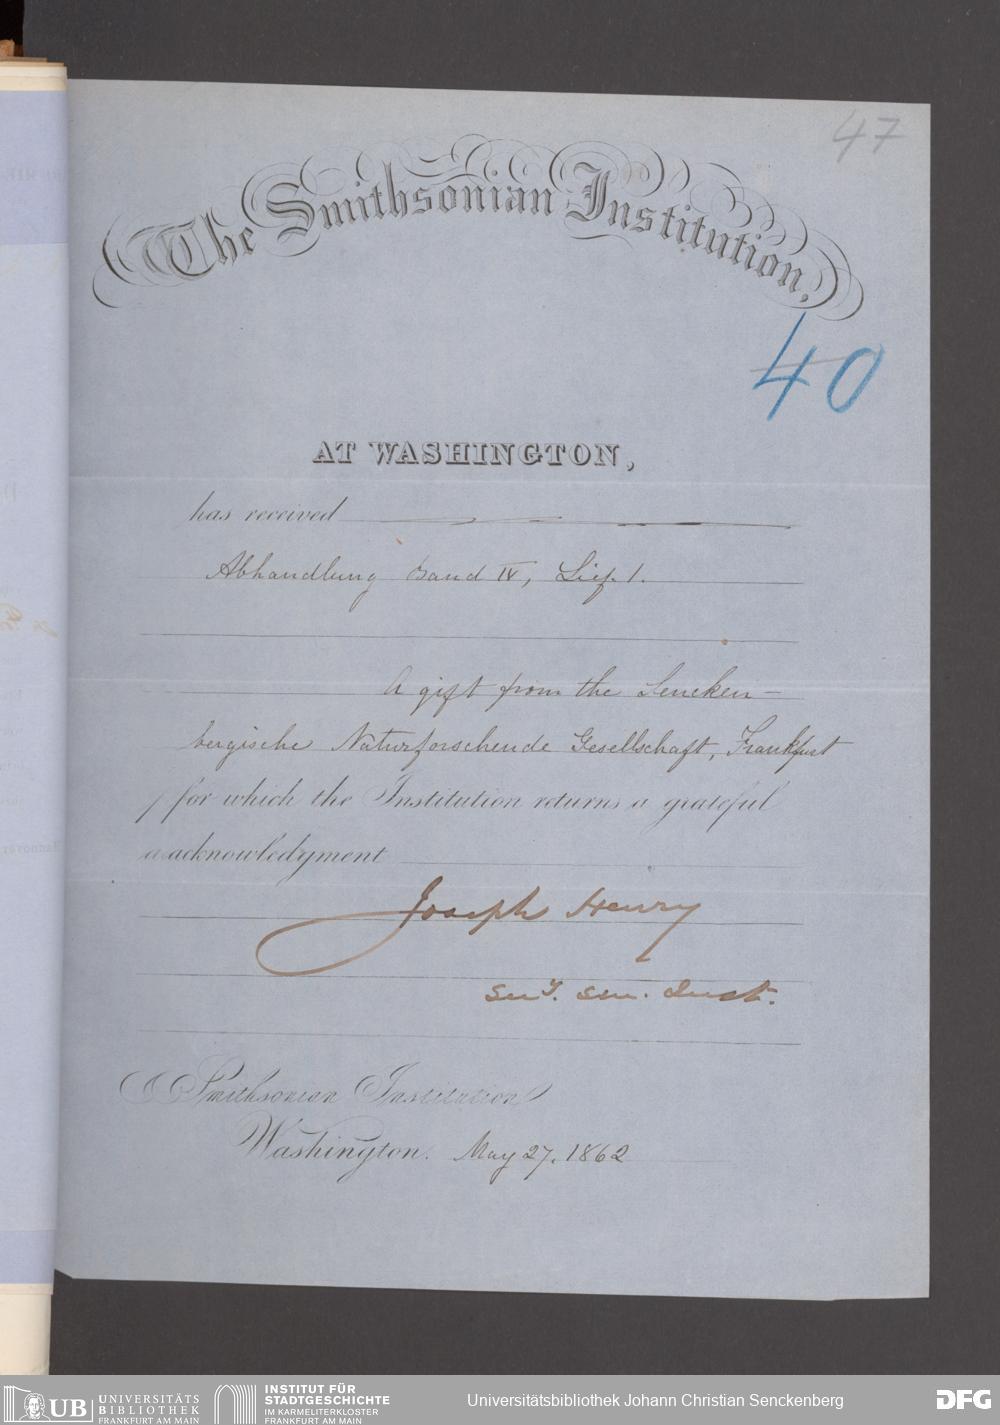 47
The Smithsonian Institution,
40
AT WASHINGTON,
has received
Abhandlung Band IV, Lief. 1.
A gift from the Sencken-
bergische Naturforschende Gesellschaft, Frankfurt
for which the Institution returns a grateful
acknowledgment
Joseph Henry
Secy. Sm. Inst.
Smithsonian Institution
Washington. May 27, 1862
UB UNIVERSITÄTS
BIBLIOTHEK
FRANKFURT AM MAIN
INSTITUT FÜR
STADTGESCHICHTE
IM KARMELITERKLOSTER
FRANKFURT AM MAIN
Universitätsbibliothek Johann Christian Senckenberg
DFG